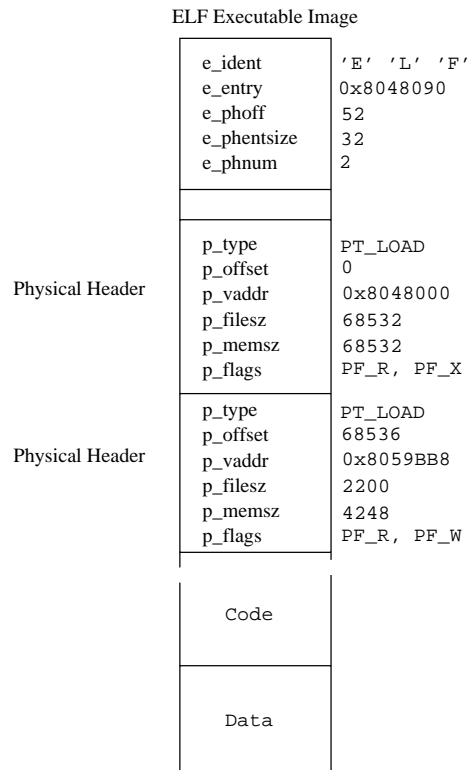 ELF Executable Image
e_ident 'E' 'L' 'F'
e_entry 0x8048090
e_phoff 52
e_phentsize 32
e_phnum 2
Physical Header
p_type PT_LOAD
p_offset 0
p_vaddr 0x8048000
p_filesz 68532
p_memsz 68532
p_flags PF_R, PF_X
Physical Header
p_type PT_LOAD
p_offset 68536
p_vaddr 0x8059BB8
p_filesz 2200
p_memsz 4248
p_flags PF_R, PF_W
Code
Data